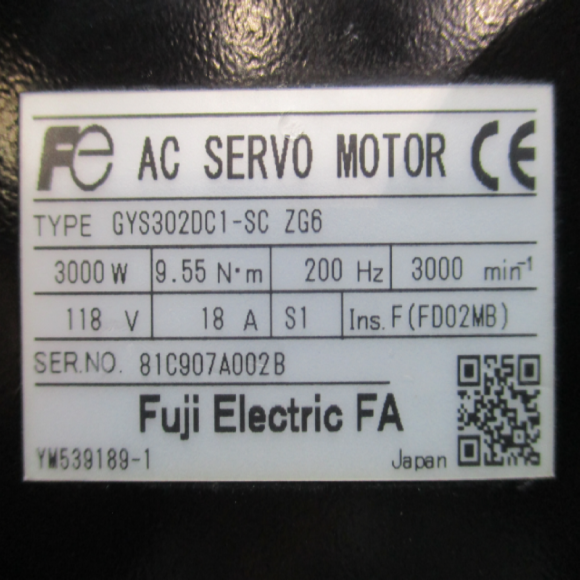 Fe AC SERVO MOTOR CE
TYPE GYS302DC1-SC ZG6
3000 W 9.55 N·m 200 Hz 3000 min⁻¹
118 V 18 A S1 Ins. F(FD02MB)
SER.NO. 81C907A002B
Fuji Electric FA
YM539189-1 Japan